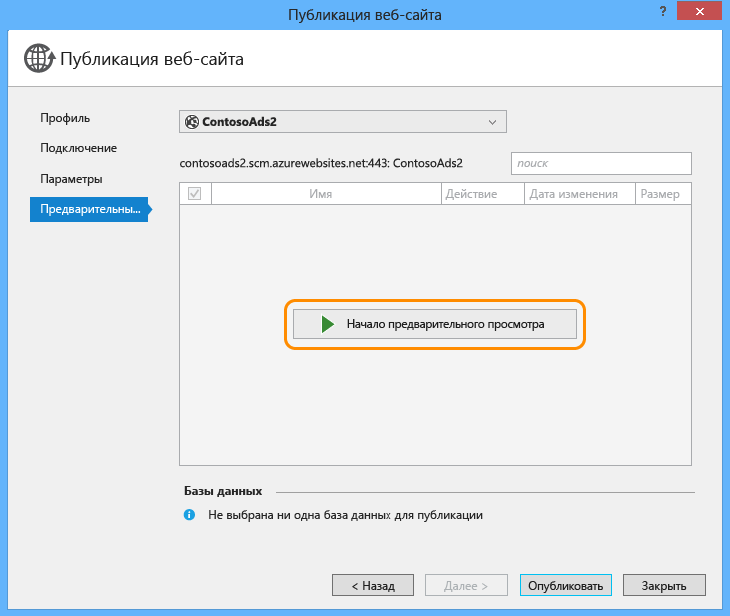 Публикация веб-сайта
?
Публикация веб-сайта
Профиль
Подключение
Параметры
Предварительны...
ContosoAds2
contosoads2.scm.azurewebsites.net:443: ContosoAds2
поиск
Имя Действие Дата изменения Размер
Начало предварительного просмотра
Базы данных
Не выбрана ни одна база данных для публикации
< Назад Далее > Опубликовать Закрыть